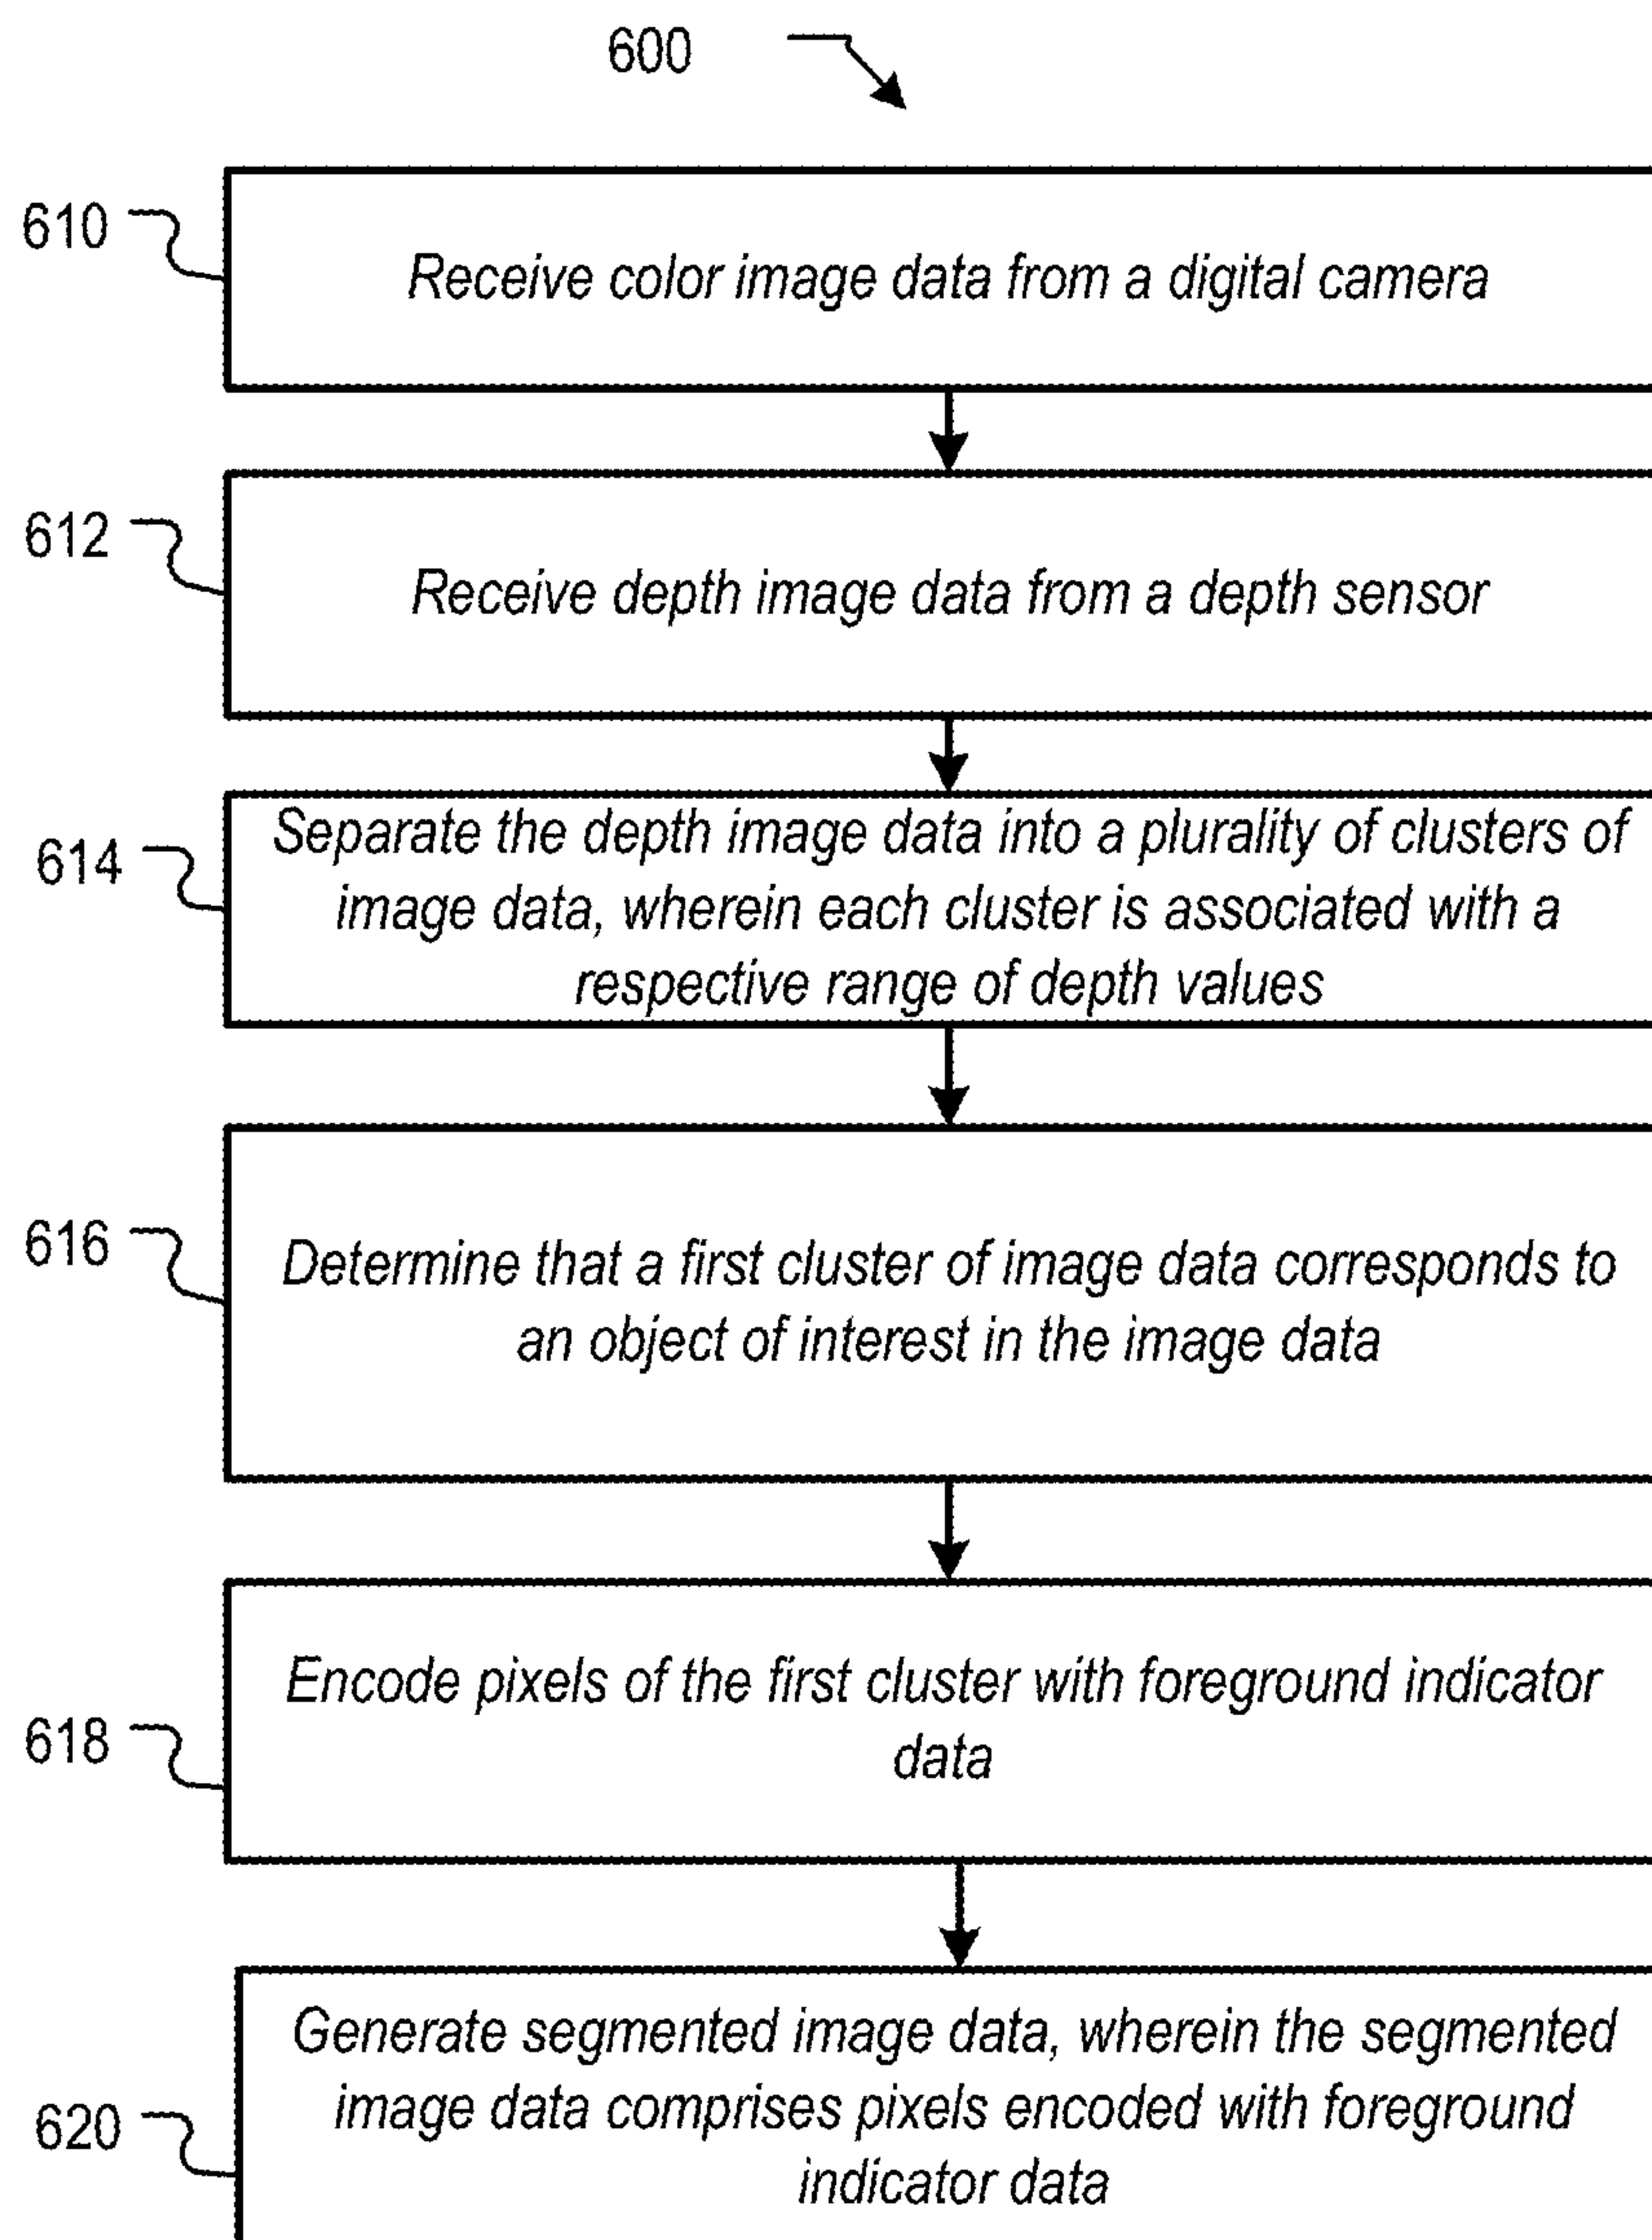 600
610
Receive color image data from a digital camera
612
Receive depth image data from a depth sensor
614
Separate the depth image data into a plurality of clusters of
image data, wherein each cluster is associated with a
respective range of depth values
616
Determine that a first cluster of image data corresponds to
an object of interest in the image data
618
Encode pixels of the first cluster with foreground indicator
data
620
Generate segmented image data, wherein the segmented
image data comprises pixels encoded with foreground
indicator data